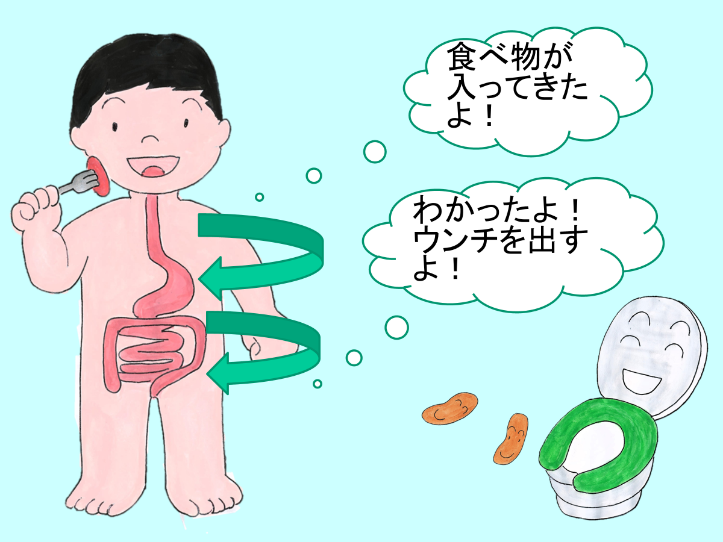 食べ物が
入ってきた
よ！
わかったよ！
ウンチを出す
よ！